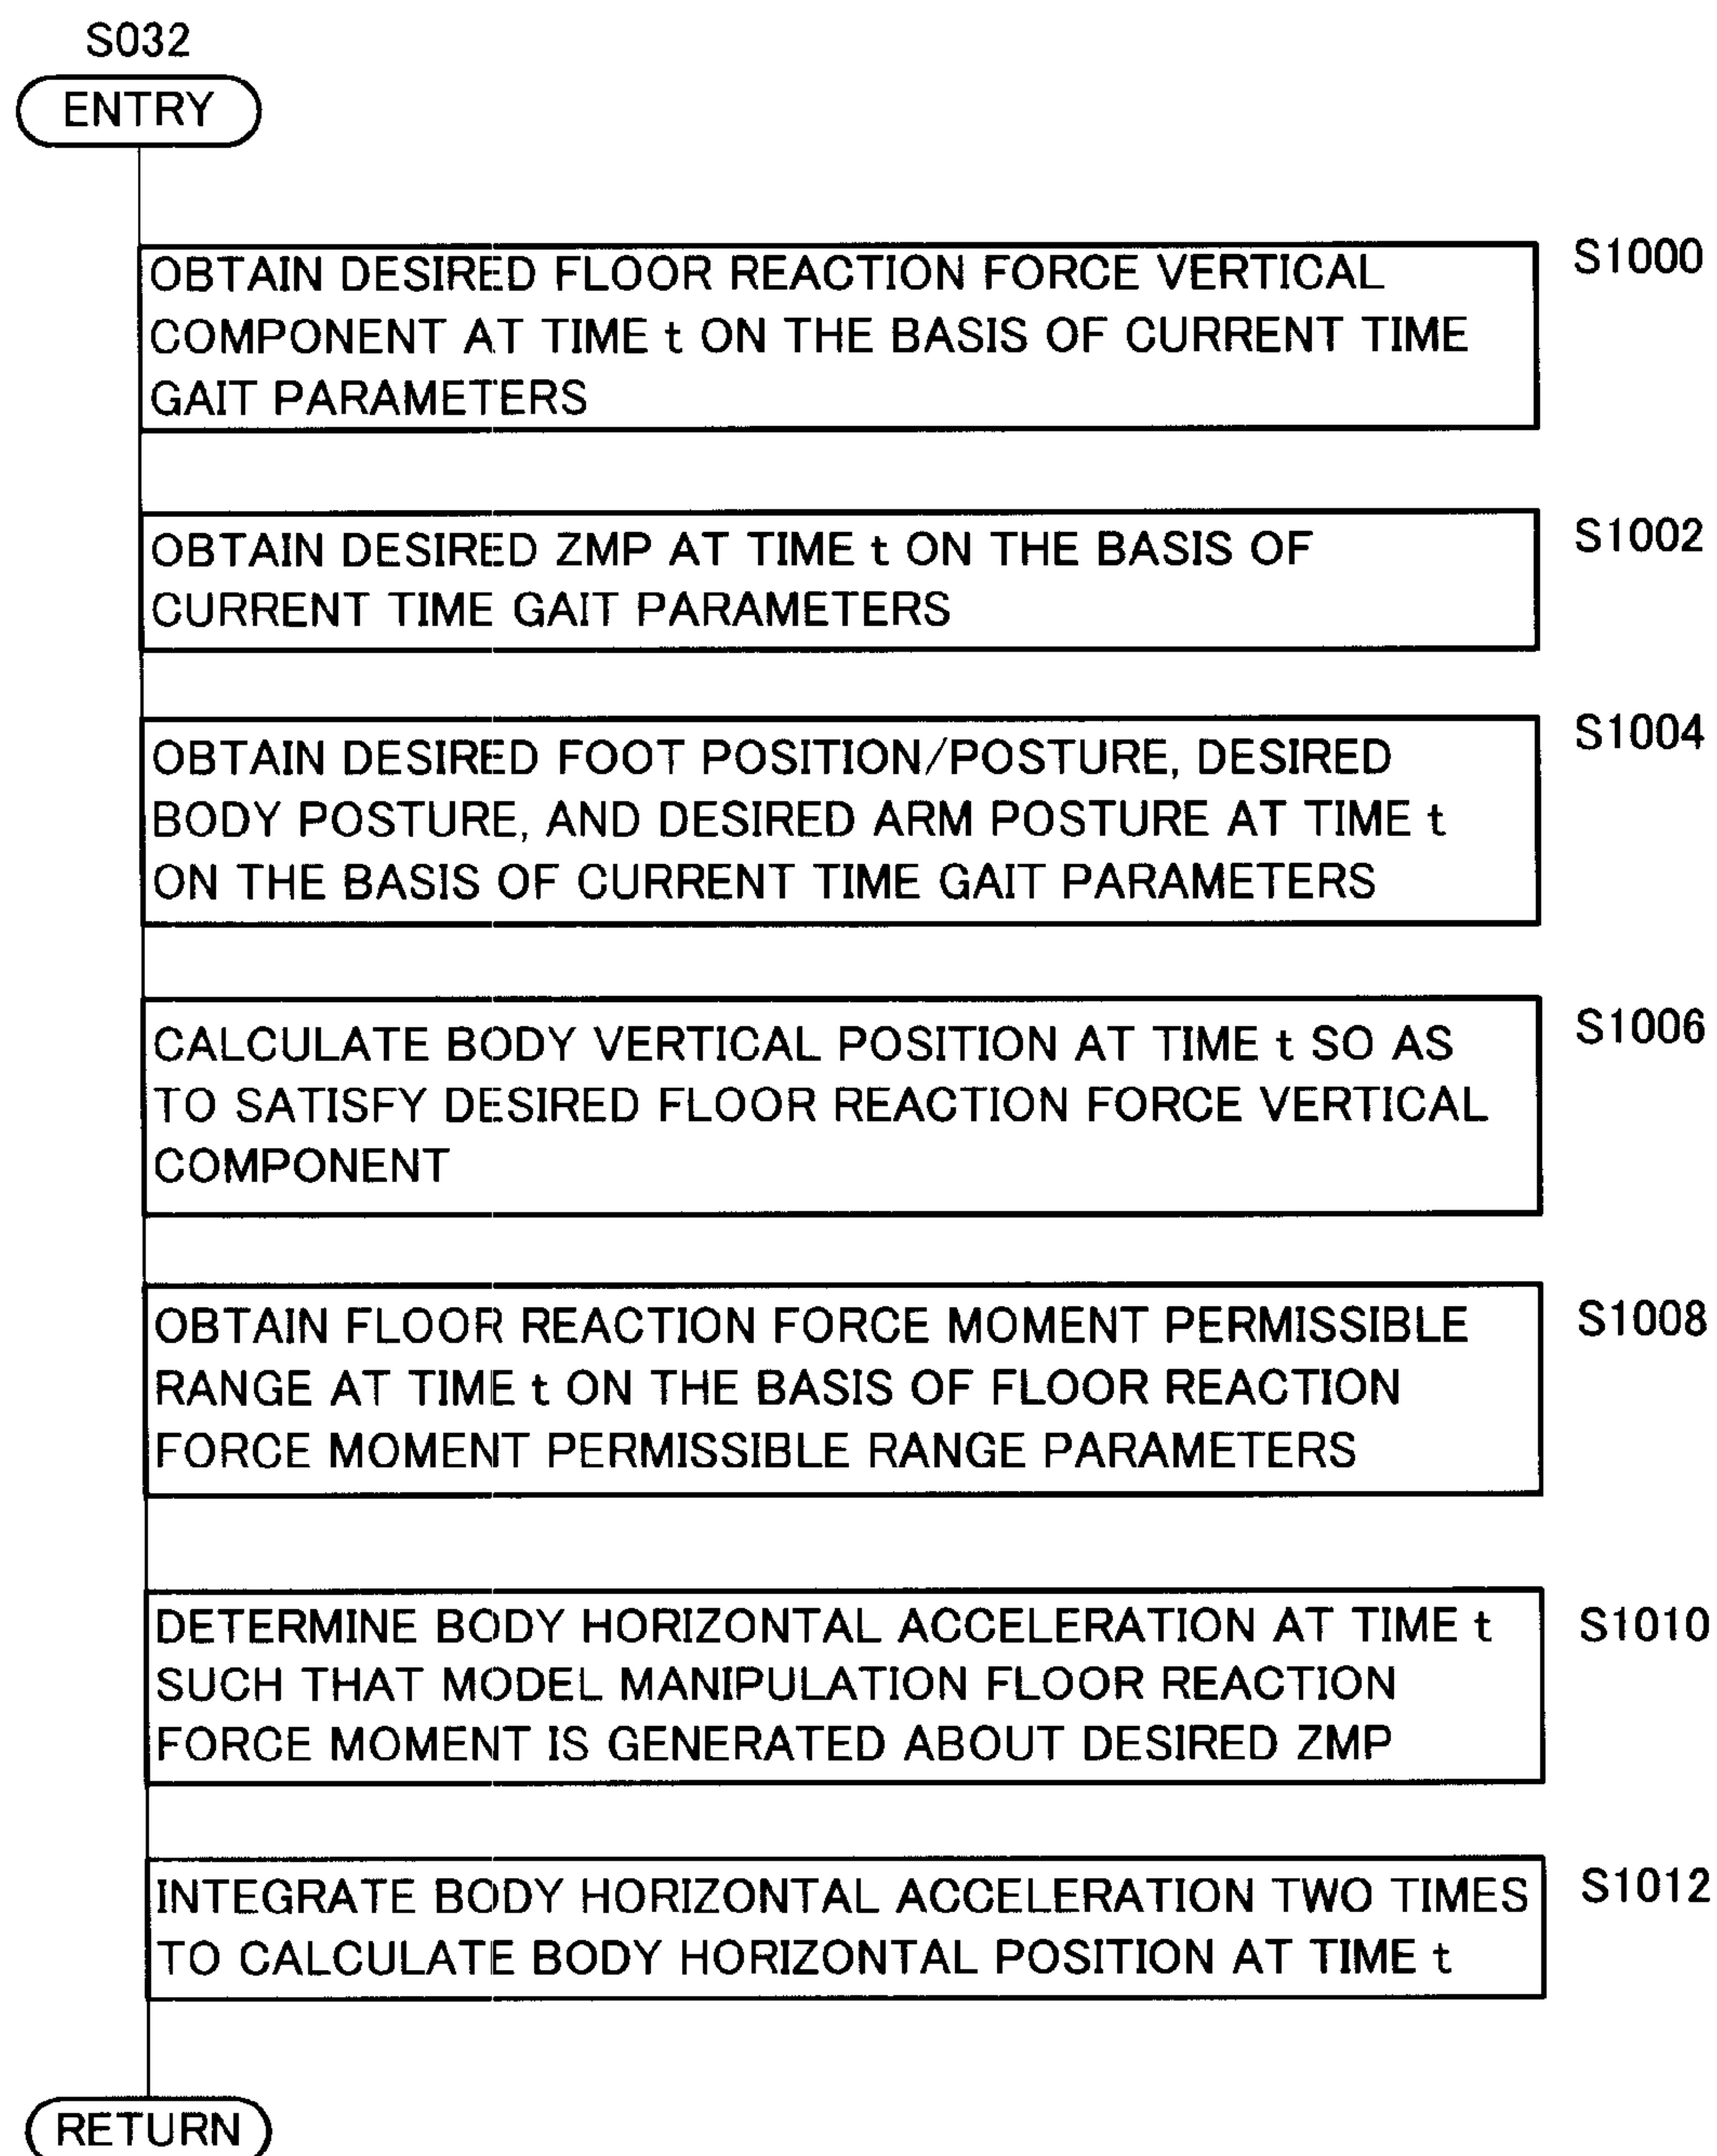 S032
ENTRY
OBTAIN DESIRED FLOOR REACTION FORCE VERTICAL
COMPONENT AT TIME t ON THE BASIS OF CURRENT TIME
GAIT PARAMETERS
S1000
OBTAIN DESIRED ZMP AT TIME t ON THE BASIS OF
CURRENT TIME GAIT PARAMETERS
S1002
OBTAIN DESIRED FOOT POSITION/POSTURE, DESIRED
BODY POSTURE, AND DESIRED ARM POSTURE AT TIME t
ON THE BASIS OF CURRENT TIME GAIT PARAMETERS
S1004
CALCULATE BODY VERTICAL POSITION AT TIME t SO AS
TO SATISFY DESIRED FLOOR REACTION FORCE VERTICAL
COMPONENT
S1006
OBTAIN FLOOR REACTION FORCE MOMENT PERMISSIBLE
RANGE AT TIME t ON THE BASIS OF FLOOR REACTION
FORCE MOMENT PERMISSIBLE RANGE PARAMETERS
S1008
DETERMINE BODY HORIZONTAL ACCELERATION AT TIME t
SUCH THAT MODEL MANIPULATION FLOOR REACTION
FORCE MOMENT IS GENERATED ABOUT DESIRED ZMP
S1010
INTEGRATE BODY HORIZONTAL ACCELERATION TWO TIMES
TO CALCULATE BODY HORIZONTAL POSITION AT TIME t
S1012
RETURN